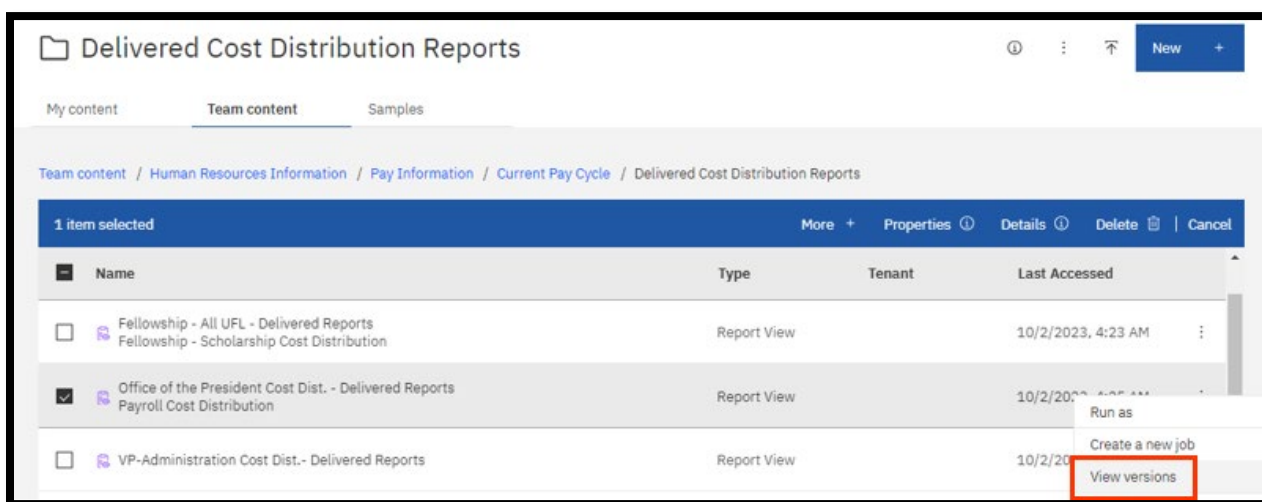 Delivered Cost Distribution Reports
New +
My content Team content Samples
Team content / Human Resources Information / Pay Information / Current Pay Cycle / Delivered Cost Distribution Reports
1 item selected More + Properties Details Delete | Cancel
Name Type Tenant Last Accessed
Fellowship - All UFL - Delivered Reports
Fellowship - Scholarship Cost Distribution
Report View 10/2/2023, 4:23 AM
Office of the President Cost Dist. - Delivered Reports
Payroll Cost Distribution
Report View
Run as
Create a new job
VP-Administration Cost Dist.- Delivered Reports Report View
View versions